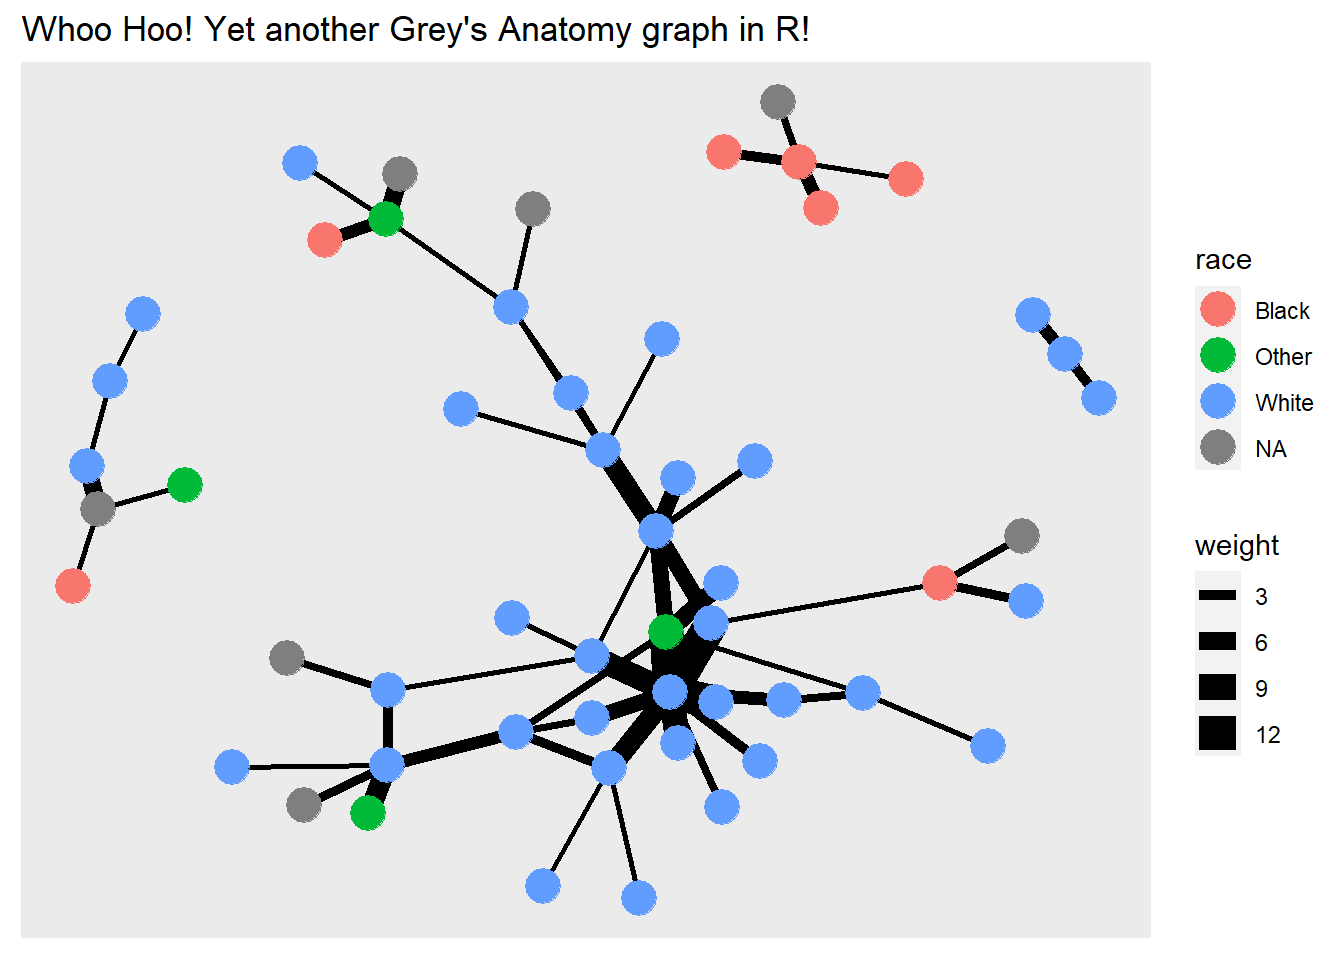 Whoo Hoo! Yet another Grey's Anatomy graph in R!
race
Black
Other
White
NA
weight
3
6
9
12